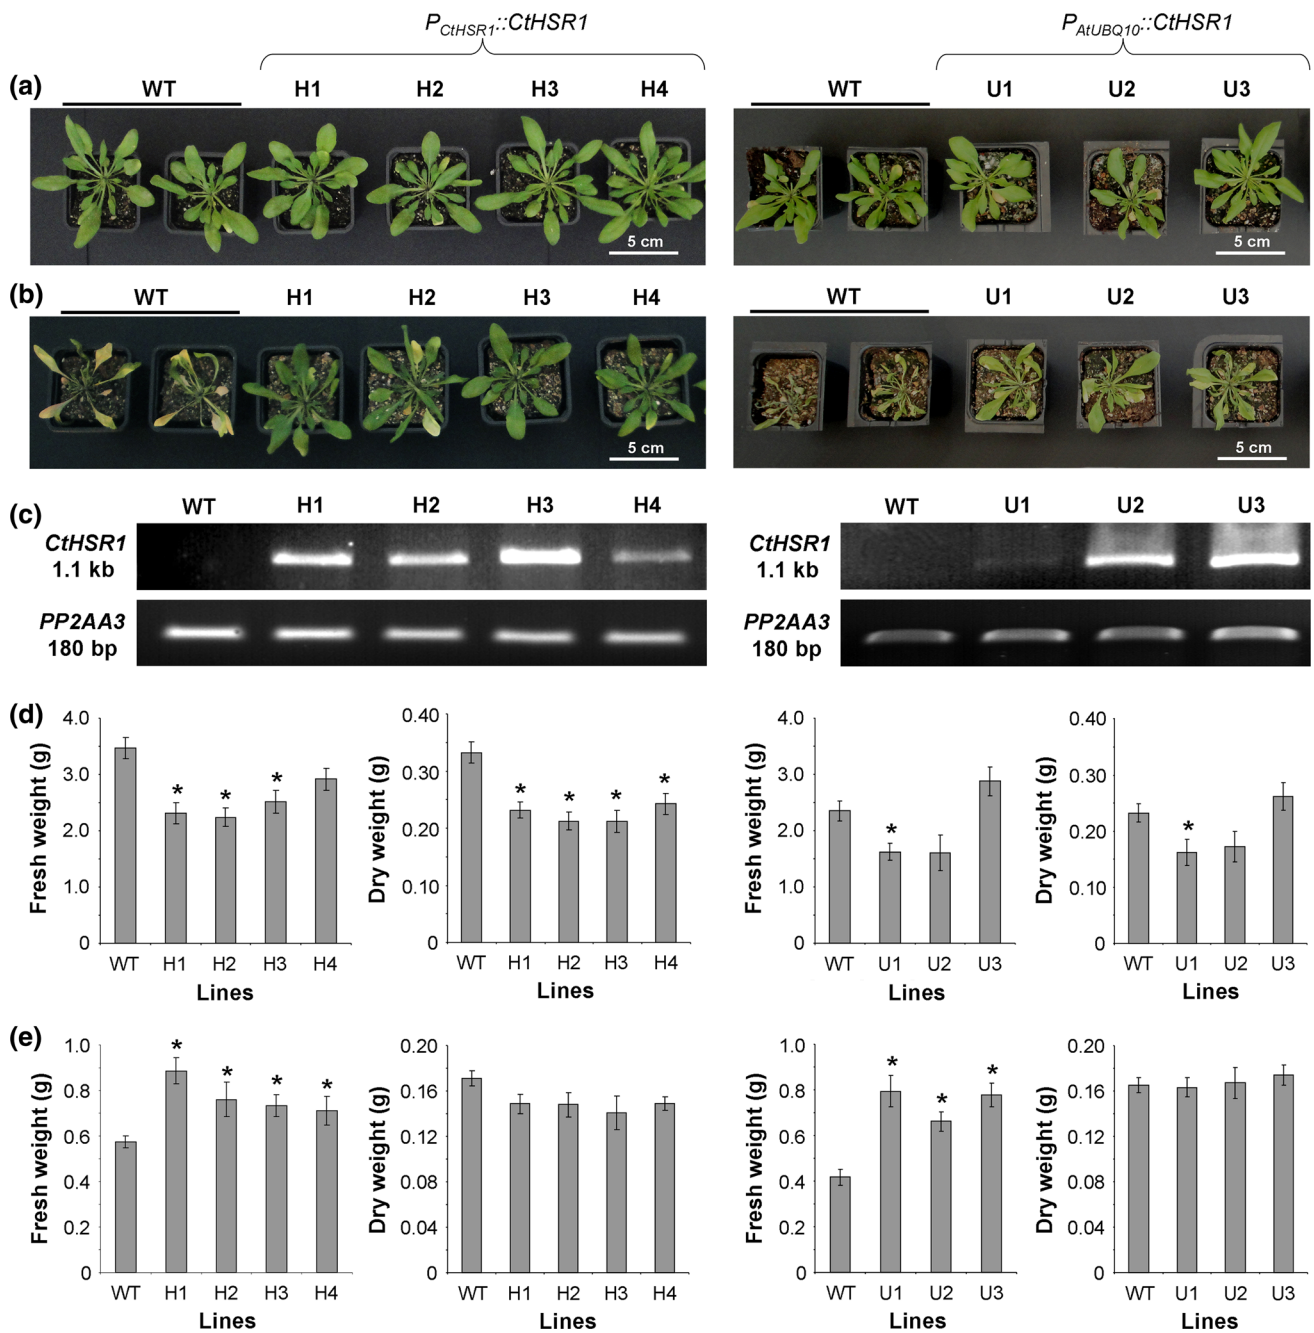 P_CtHSR1::CtHSR1 P_AtUBQ10::CtHSR1
(a) WT H1 H2 H3 H4 WT U1 U2 U3
5 cm 5 cm
(b) WT H1 H2 H3 H4 WT U1 U2 U3
5 cm 5 cm
(c) WT H1 H2 H3 H4 WT U1 U2 U3
CtHSR1 CtHSR1
1.1 kb 1.1 kb
PP2AA3 PP2AA3
180 bp 180 bp
(d)
Fresh weight (g)
4.0
3.0
2.0
1.0
0
* * *
WT H1 H2 H3 H4
Lines
Dry weight (g)
0.40
0.30
0.20
0.10
0
* * * *
WT H1 H2 H3 H4
Lines
Fresh weight (g)
4.0
3.0
2.0
1.0
0
*
WT U1 U2 U3
Lines
Dry weight (g)
0.40
0.30
0.20
0.10
0
*
WT U1 U2 U3
Lines
(e)
Fresh weight (g)
1.0
0.8
0.6
0.4
0.2
0
* * * *
WT H1 H2 H3 H4
Lines
Dry weight (g)
0.20
0.16
0.12
0.08
0.04
0
WT H1 H2 H3 H4
Lines
Fresh weight (g)
1.0
0.8
0.6
0.4
0.2
0
* * *
WT U1 U2 U3
Lines
Dry weight (g)
0.20
0.16
0.12
0.08
0.04
0
WT U1 U2 U3
Lines